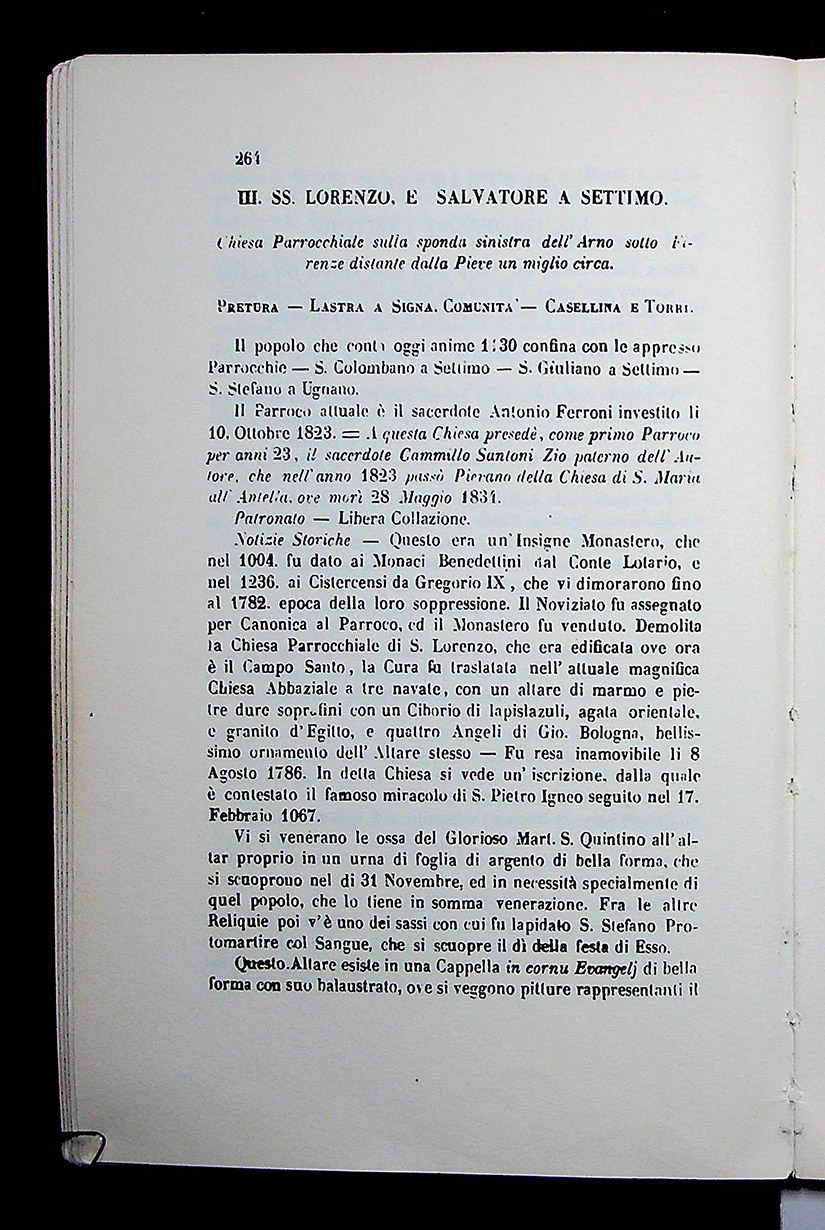 264
III. SS. LORENZO, E SALVATORE A SETTIMO.
Chiesa Parrocchiale sulla sponda sinistra dell' Arno sotto Fi-
renze distante dalla Pieve un miglio circa.
PRETURA — LASTRA A SIGNA. COMUNITA' — CASELLINA E TORRI.
Il popolo che conta oggi anime 1130 confina con le appresso
Parrocchie — S. Colombano a Settimo — S. Giuliano a Settimo —
S. Stefano a Ugnano.
Il Parroco attuale è il sacerdote Antonio Ferroni investito li
10. Ottobre 1823. = A questa Chiesa presedè, come primo Parroco
per anni 23, il sacerdote Cammillo Santoni Zio paterno dell' Au-
tore, che nell' anno 1823 passò Pievano della Chiesa di S. Maria
all' Antella, ove morì 28 Maggio 1834.
Patronato — Libera Collazione.
Notizie Storiche — Questo era un' Insigne Monastero, che
nel 1004. fu dato ai Monaci Benedettini dal Conte Lotario, e
nel 1236. ai Cistercensi da Gregorio IX, che vi dimorarono fino
al 1782. epoca della loro soppressione. Il Noviziato fu assegnato
per Canonica al Parroco, ed il Monastero fu venduto. Demolita
la Chiesa Parrocchiale di S. Lorenzo, che era edificata ove ora
è il Campo Santo, la Cura fu traslatata nell' attuale magnifica
Chiesa Abbaziale a tre navate, con un altare di marmo e pie-
tre dure soprafini con un Ciborio di lapislazuli, agata orientale,
e granito d' Egitto, e quattro Angeli di Gio. Bologna, bellis-
simo ornamento dell' Altare stesso — Fu resa inamovibile li 8
Agosto 1786. In detta Chiesa si vede un' iscrizione, dalla quale
è contestato il famoso miracolo di S. Pietro Igneo seguito nel 17.
Febbraio 1067.
Vi si venerano le ossa del Glorioso Mart. S. Quintino all' al-
tar proprio in un urna di foglia di argento di bella forma, che
si scuoprono nel di 31 Novembre, ed in necessità specialmente di
quel popolo, che lo tiene in somma venerazione. Fra le altre
Reliquie poi v' è uno dei sassi con cui fu lapidato S. Stefano Pro-
tomartire col Sangue, che si scuopre il dì della festa di Esso.
Questo Altare esiste in una Cappella in cornu Evangelj di bella
forma con suo balaustrato, ove si veggono pitture rappresentanti il